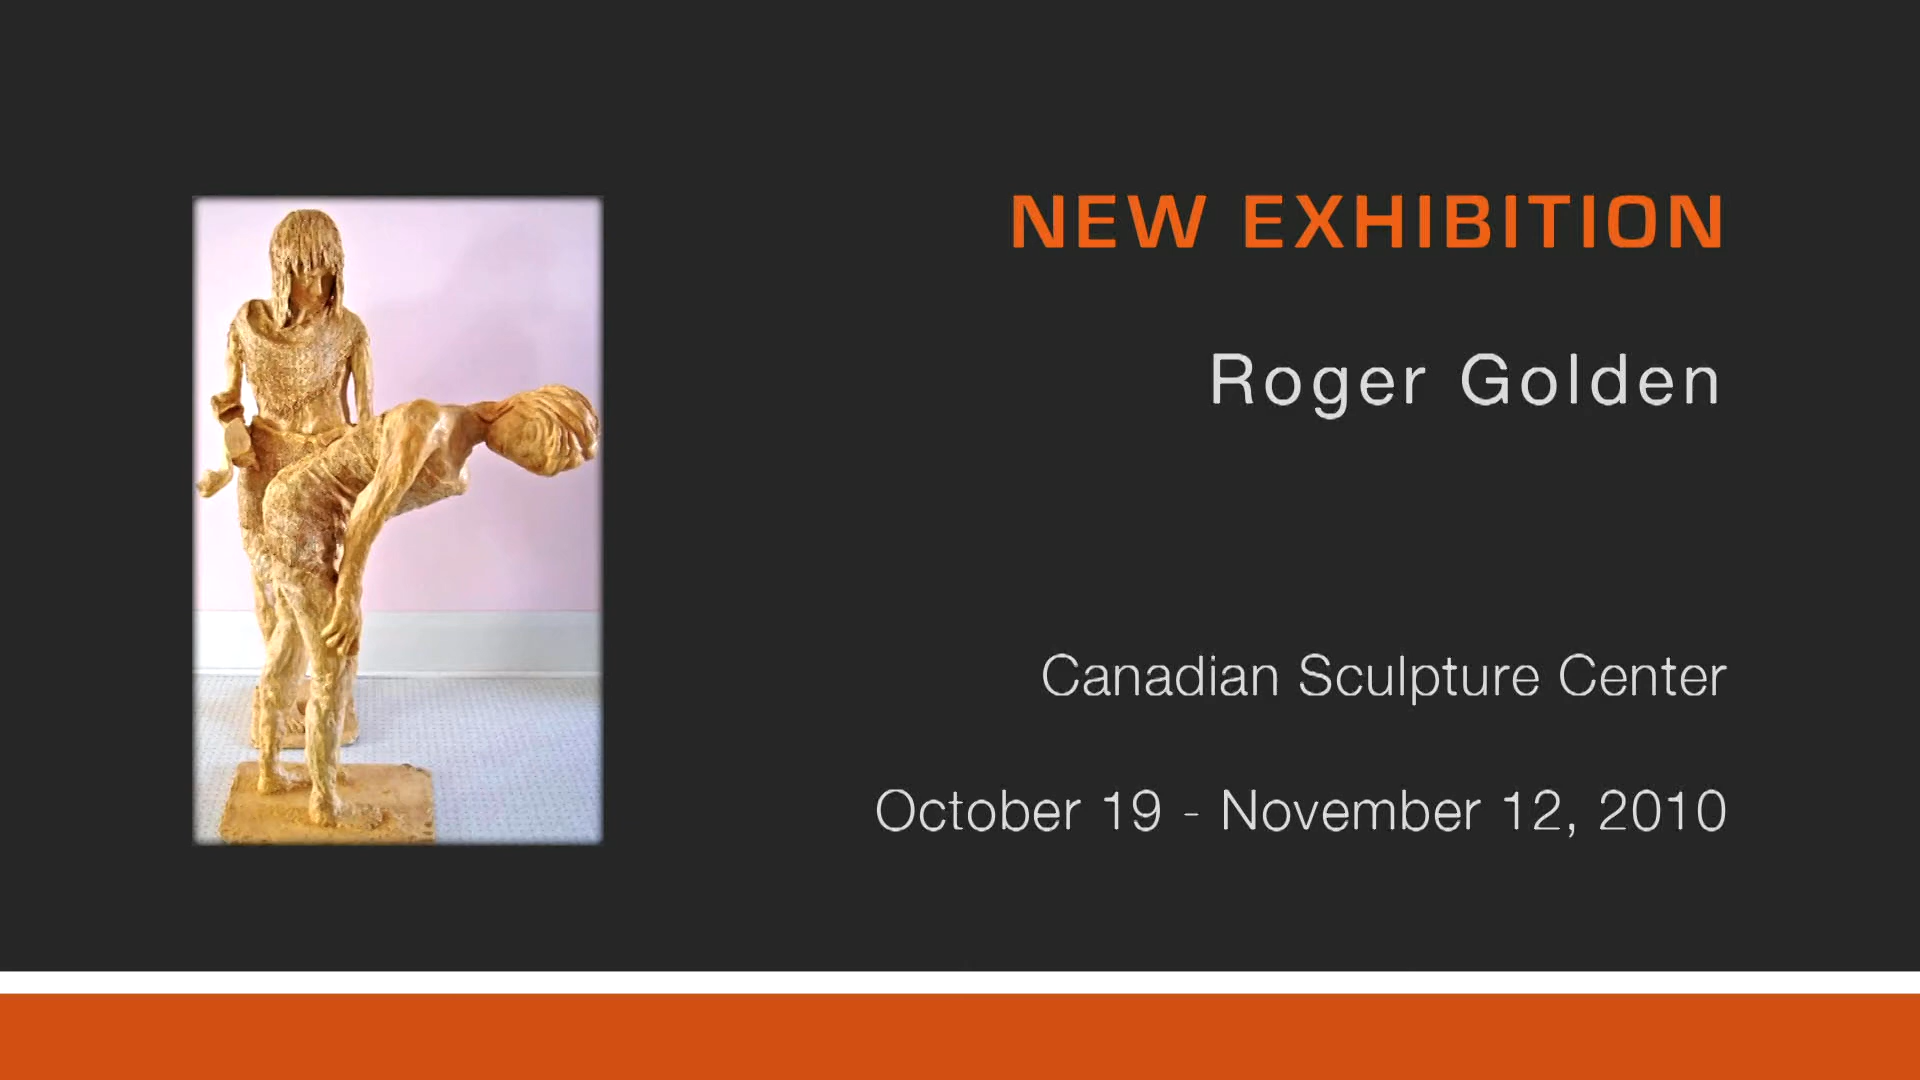 NEW EXHIBITION
Roger Golden
Canadian Sculpture Center
October 19 - November 12, 2010